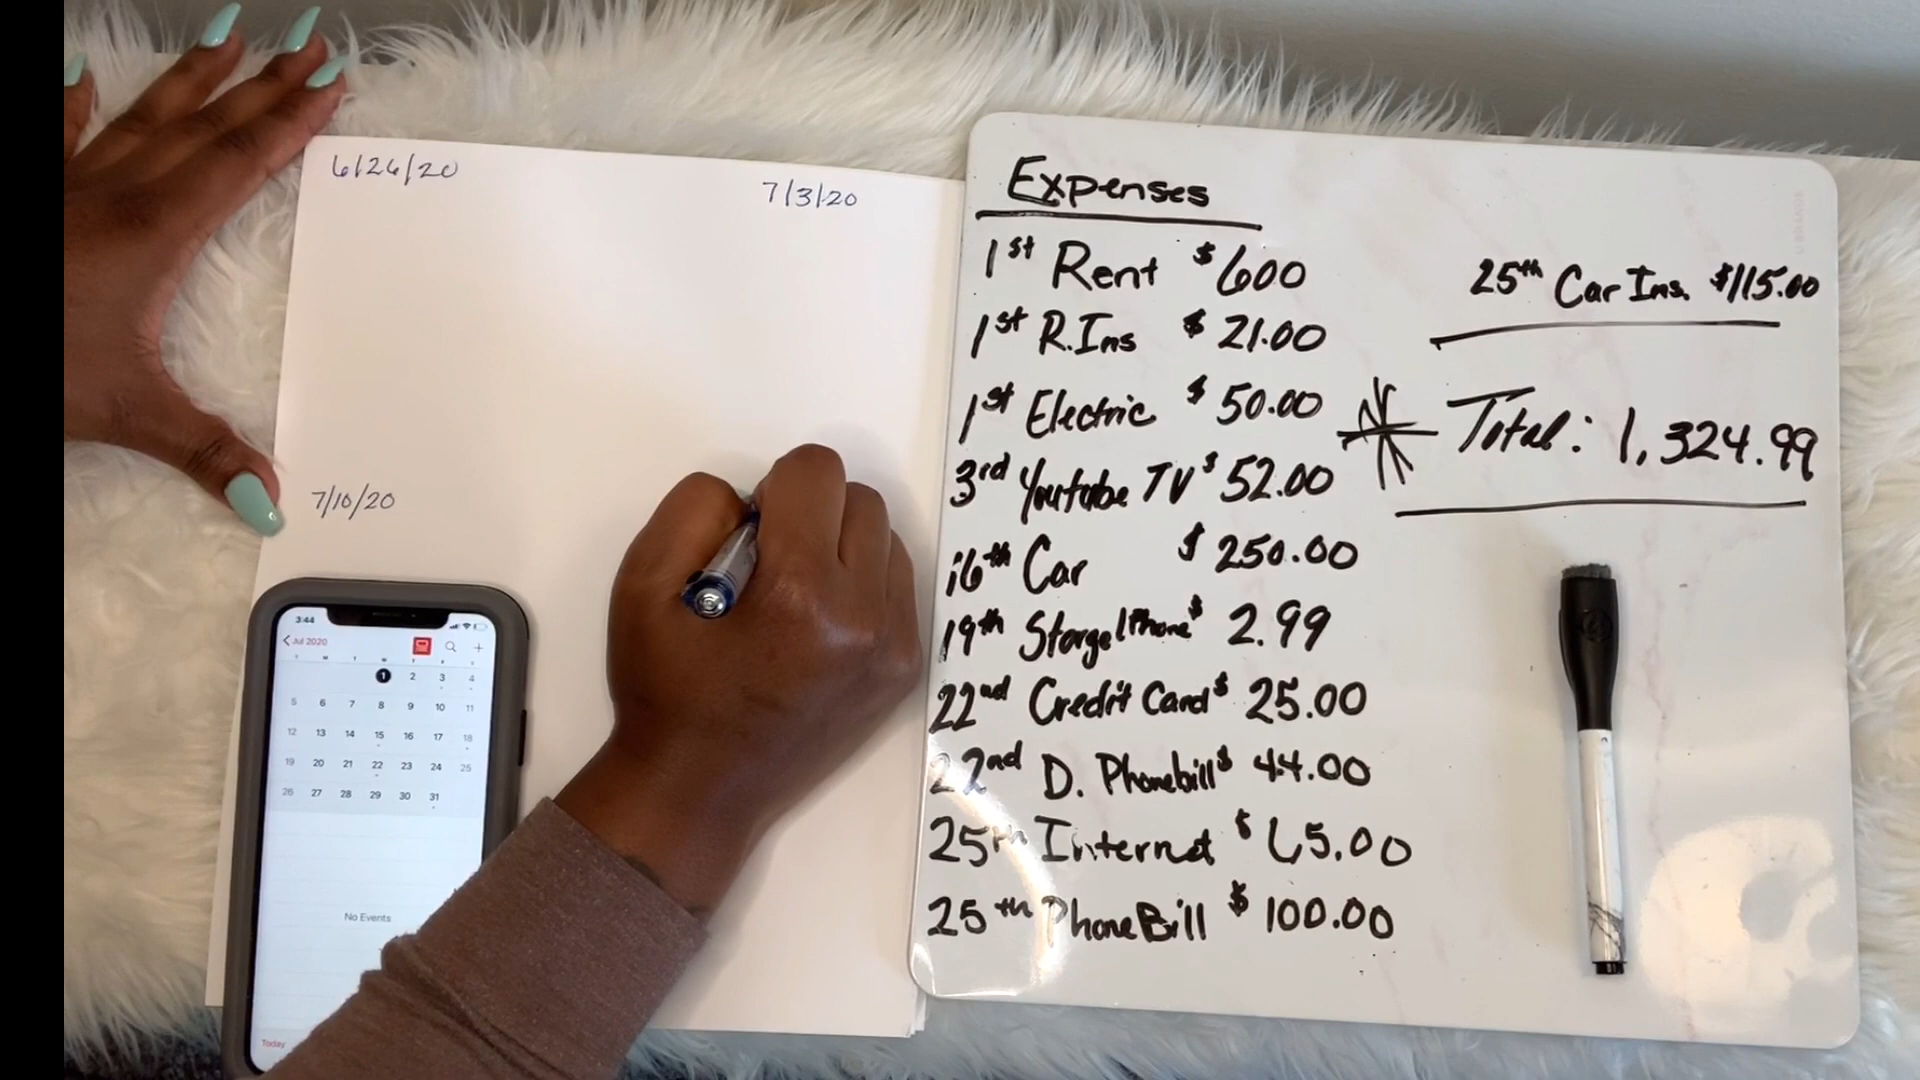 6/26/20
7/3/20
7/10/20
3:44
Jul 2020
S M T W T F S
1 2 3 4
5 6 7 8 9 10 11
12 13 14 15 16 17 18
19 20 21 22 23 24 25
26 27 28 29 30 31
No Events
Today
Expenses
1st Rent $600
1st R.Ins $ 21.00
1st Electric $ 50.00
3rd Youtube TV $ 52.00
16th Car $ 250.00
19th Storge iPhone $ 2.99
22nd Credit Card $ 25.00
22nd D. Phonebill $ 44.00
25th Internet $ 65.00
25th Phone Bill $ 100.00
25th Car Ins. $115.00
Total: 1,324.99